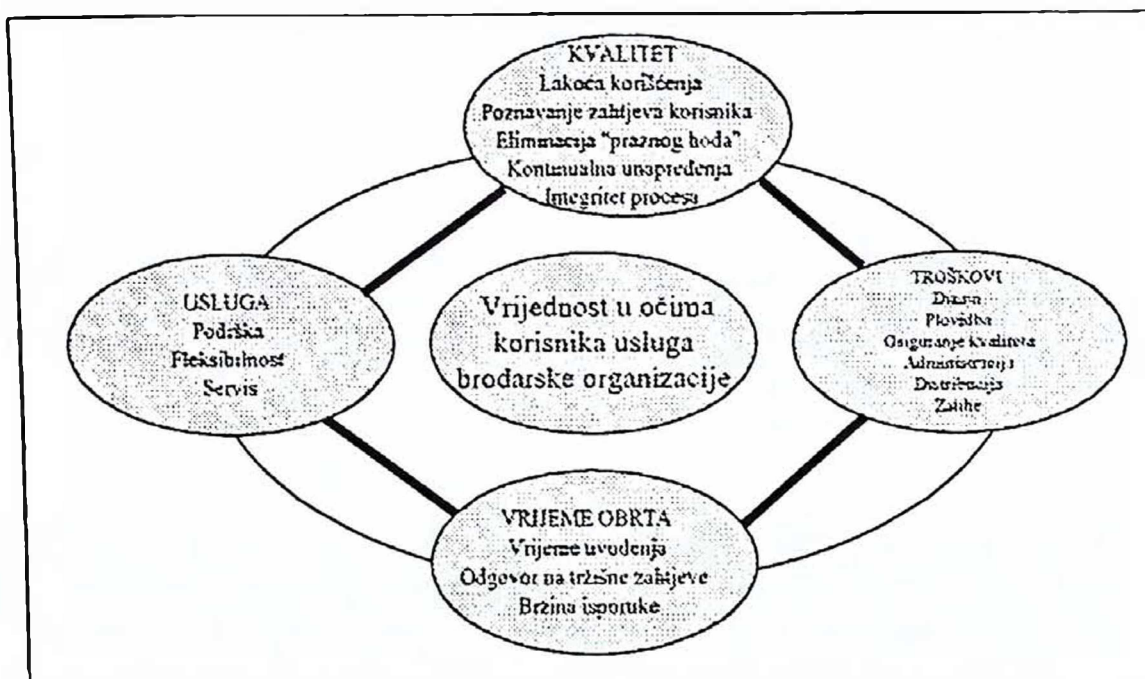 KVALITET
Lakoća korišćenja
Poznavanje zahtjeva korisnika
Eliminacija "praznog hoda"
Kontinualna unapređenja
Integritet procesa
USLUGA
Podrška
Fleksibilnost
Servis
Vrijednost u očima
korisnika usluga
brodarske organizacije
TROŠKOVI
Dizajn
Plovidba
Osiguranje kvaliteta
Administracija
Distribucija
Zalihe
VRIJEME OBRTA
Vrijeme uvođenja
Odgovor na tržišne zahtjeve
Brzina isporuke